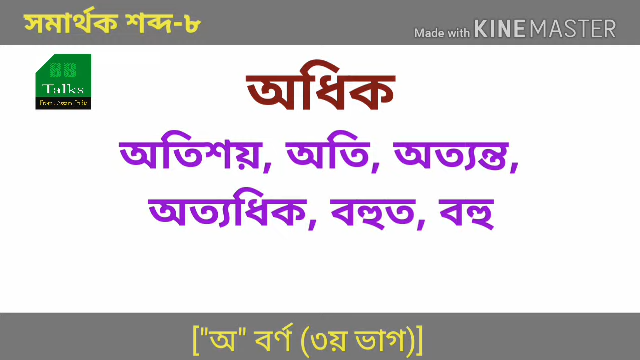 সমার্থক শব্দ-৮
Made with KINEMASTER
Talks
অধিক
অতিশয়, অতি, অত্যন্ত,
অত্যধিক, বহুত, বহু
["অ" বর্ণ (৩য় ভাগ)]